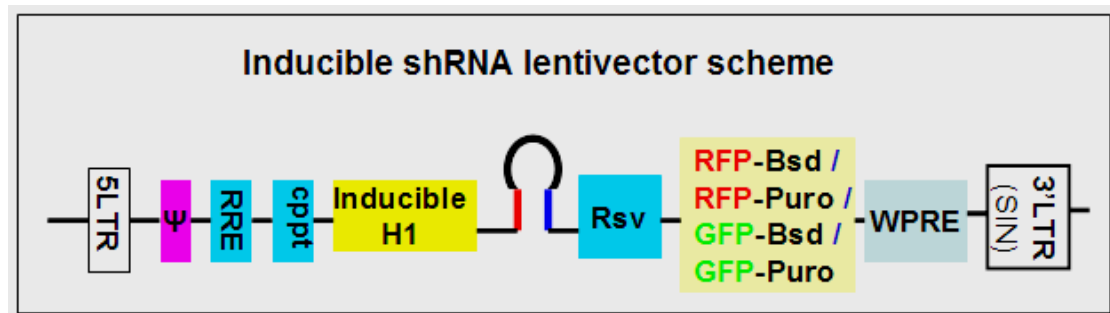 Inducible shRNA lentivector scheme
5LTR
Ψ
RRE
cppt
Inducible
H1
Rsv
RFP-Bsd /
RFP-Puro /
GFP-Bsd /
GFP-Puro
WPRE
3'LTR
(SIN)